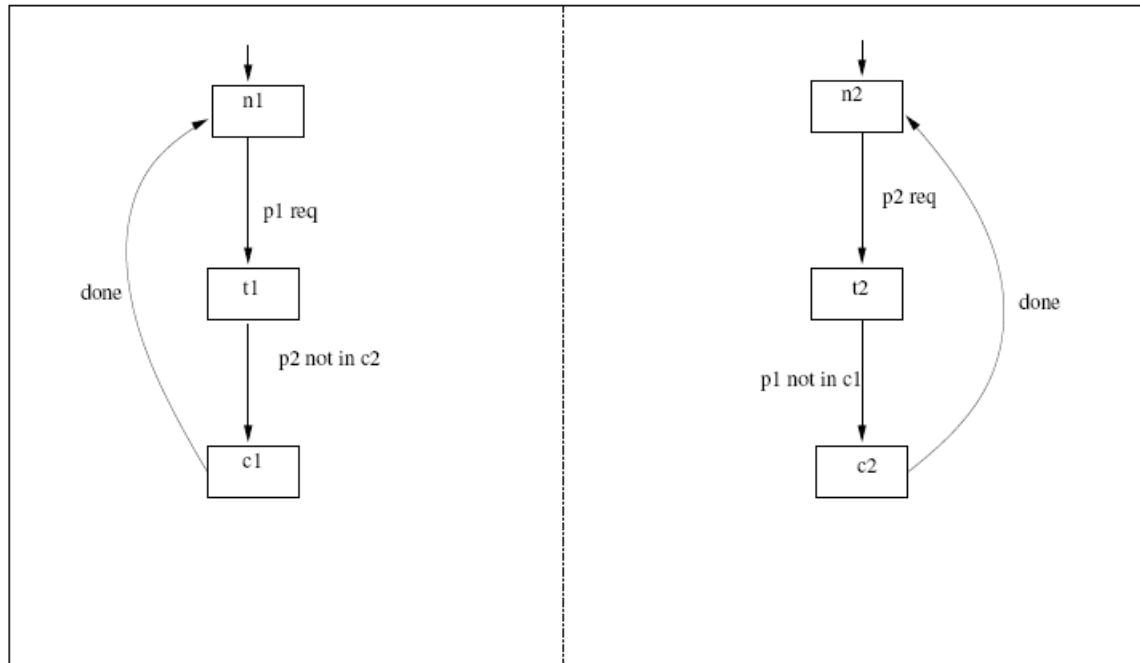 n1
p1 req
t1
done
p2 not in c2
c1
n2
p2 req
t2
done
p1 not in c1
c2